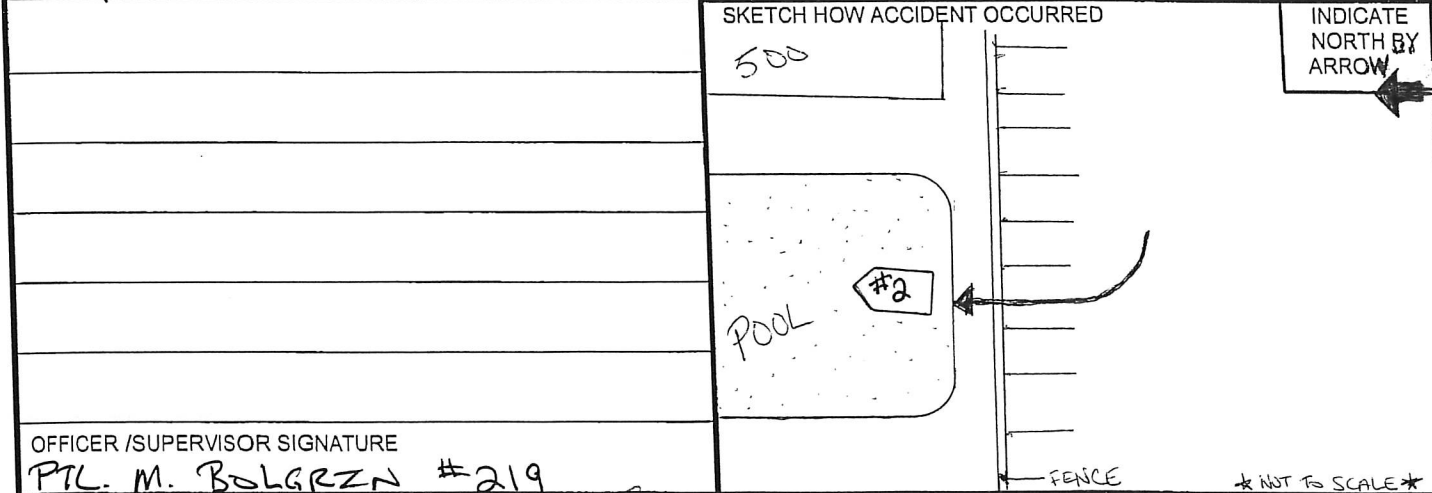 SKETCH HOW ACCIDENT OCCURRED
INDICATE
NORTH BY
ARROW
500
#2
POOL
OFFICER /SUPERVISOR SIGNATURE
PTL. M. BOLGRZN #219
FENCE
*NOT TO SCALE*